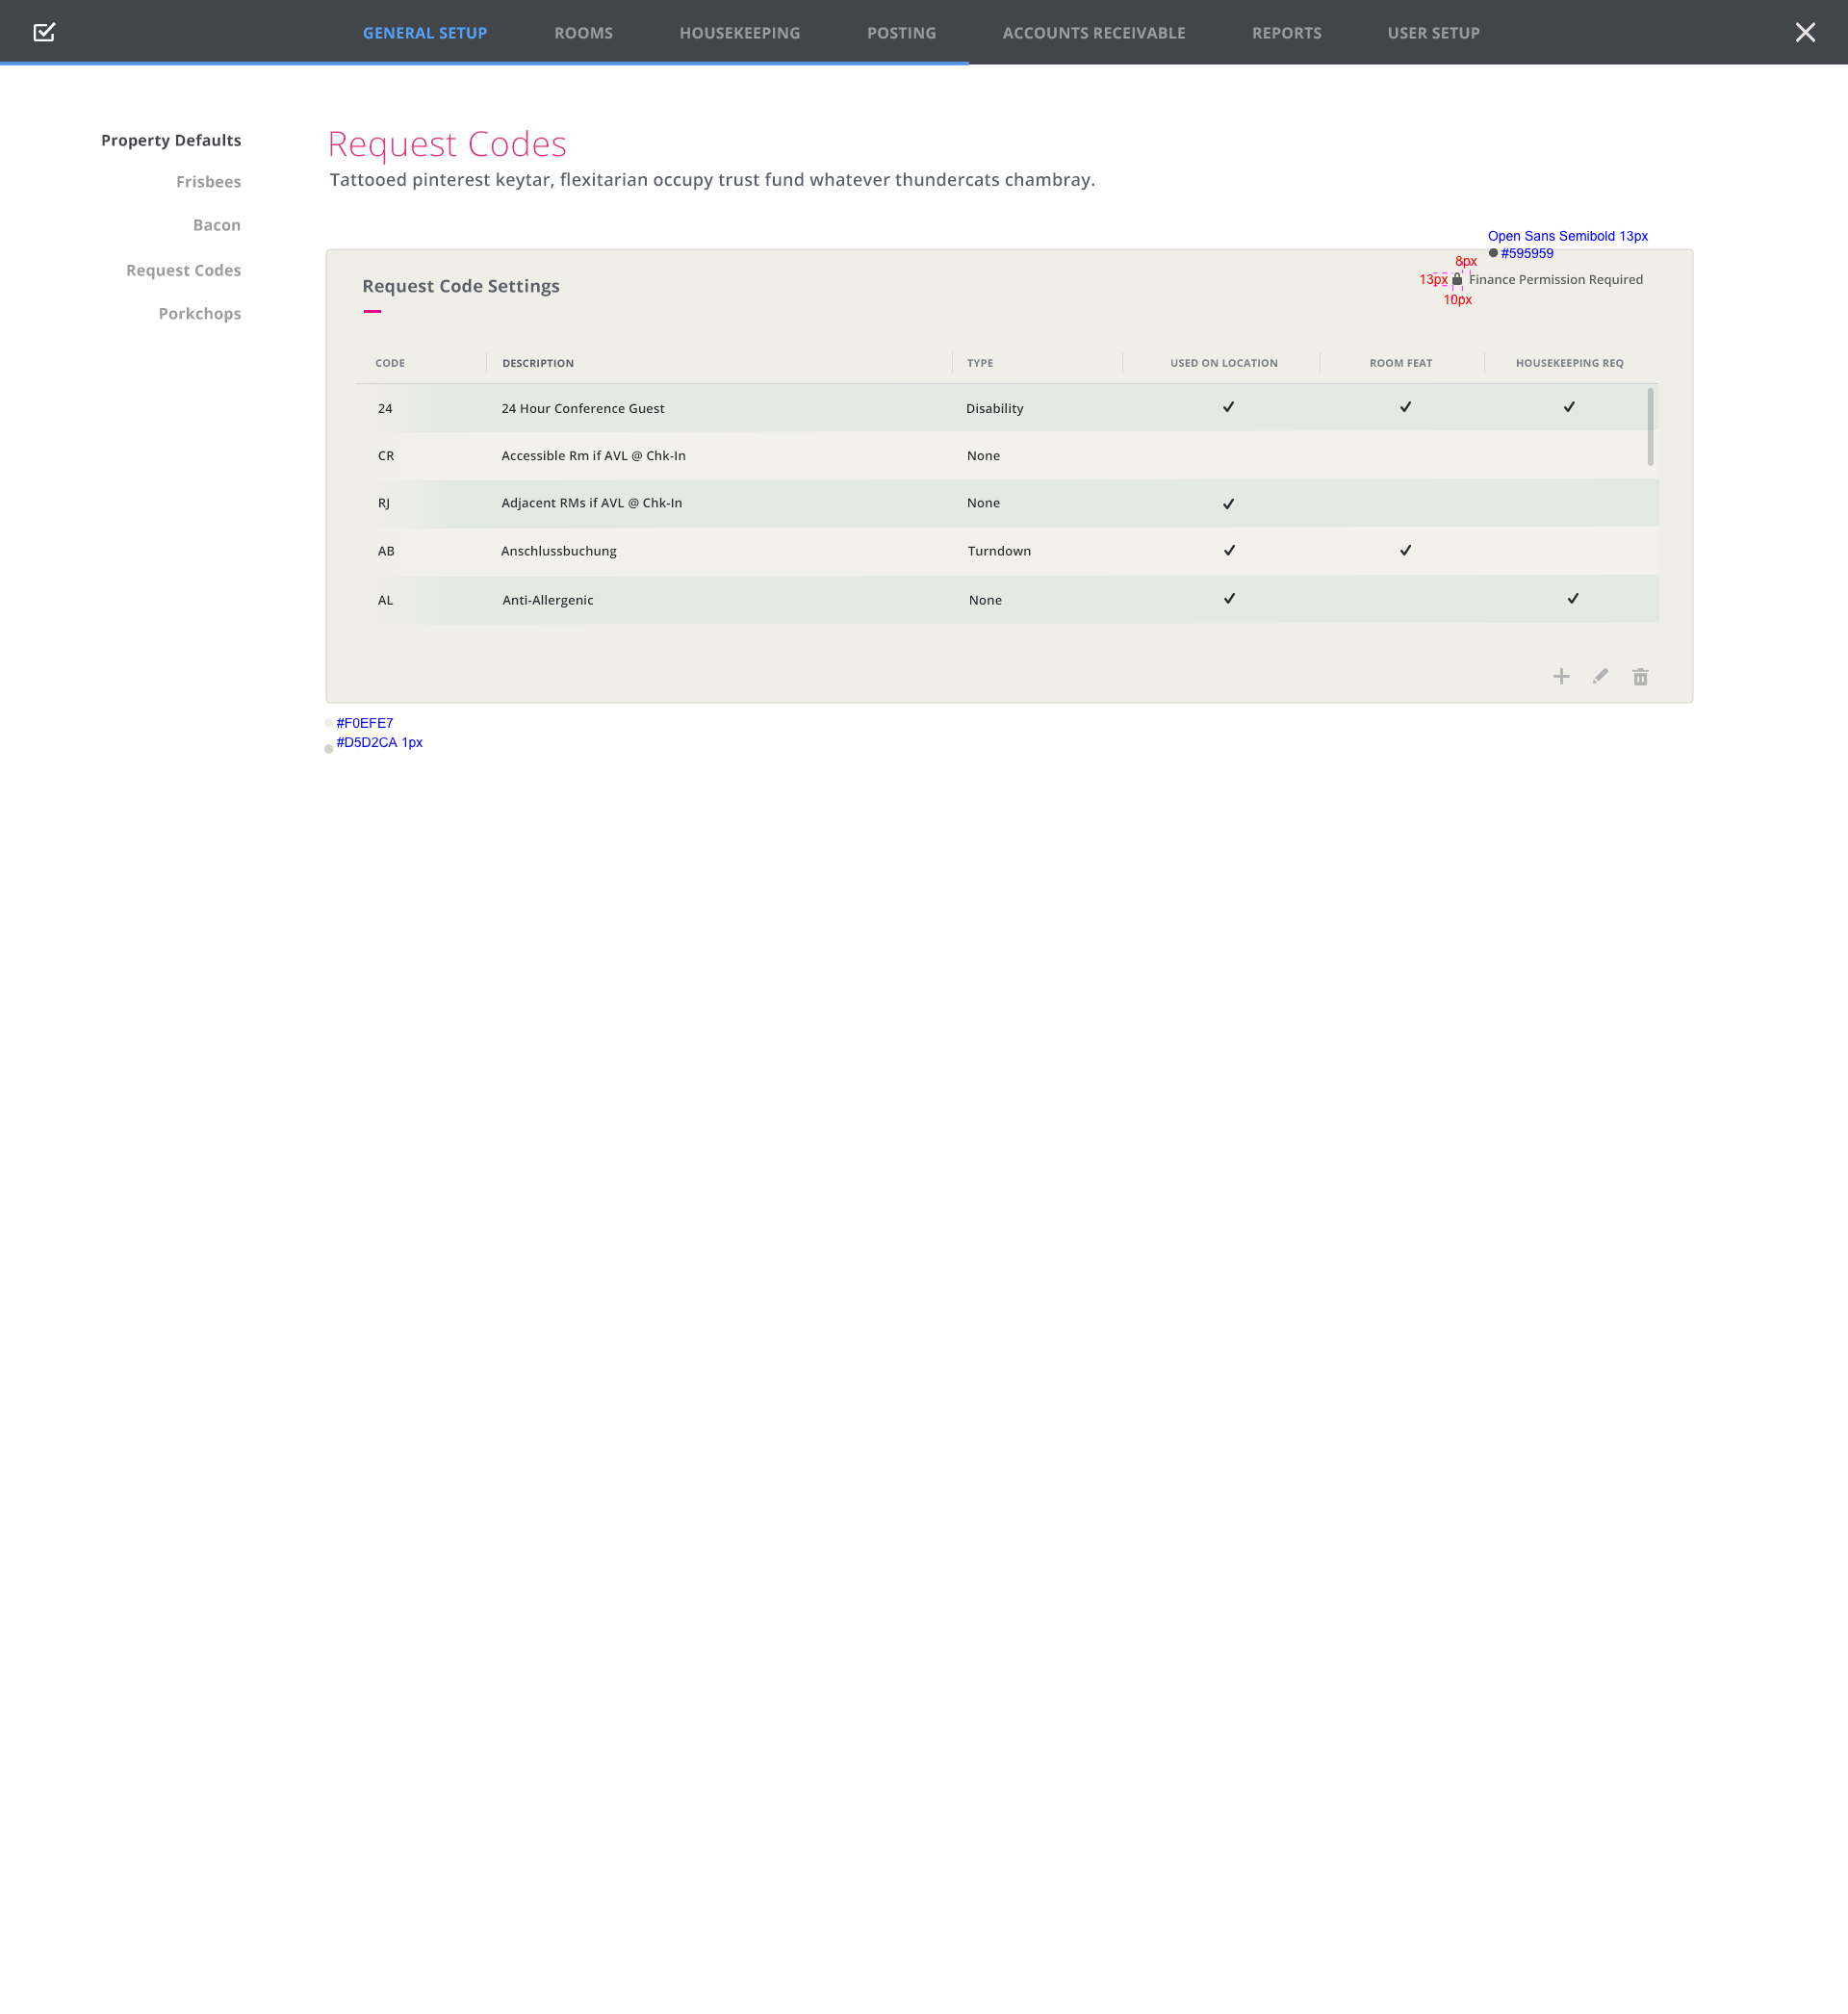 GENERAL SETUP ROOMS HOUSEKEEPING POSTING ACCOUNTS RECEIVABLE REPORTS USER SETUP
Property Defaults
Frisbees
Bacon
Request Codes
Porkchops
Request Codes
Tattooed pinterest keytar, flexitarian occupy trust fund whatever thundercats chambray.
Open Sans Semibold 13px
#595959
8px
Request Code Settings
13px Finance Permission Required
10px
CODE DESCRIPTION TYPE USED ON LOCATION ROOM FEAT HOUSEKEEPING REQ
24 24 Hour Conference Guest Disability ✓ ✓ ✓
CR Accessible Rm if AVL @ Chk-In None
RJ Adjacent RMs if AVL @ Chk-In None ✓
AB Anschlussbuchung Turndown ✓ ✓
AL Anti-Allergenic None ✓ ✓
#F0EFE7
#D5D2CA 1px